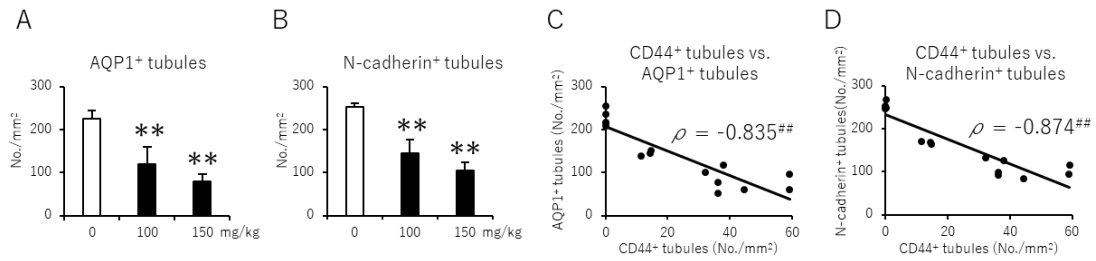 A
AQP1⁺ tubules
No./mm²
300
200
100
0
**
**
0 100 150 mg/kg
B
N-cadherin⁺ tubules
No./mm²
300
200
100
0
**
**
0 100 150 mg/kg
C
CD44⁺ tubules vs.
AQP1⁺ tubules
AQP1⁺ tubules (No./mm²)
300
200
100
0
ρ = -0.835##
0 20 40 60
CD44⁺ tubules (No./mm²)
D
CD44⁺ tubules vs.
N-cadherin⁺ tubules
N-cadherin⁺ tubules(No./mm²)
300
200
100
0
ρ = -0.874##
0 20 40 60
CD44⁺ tubules (No./mm²)